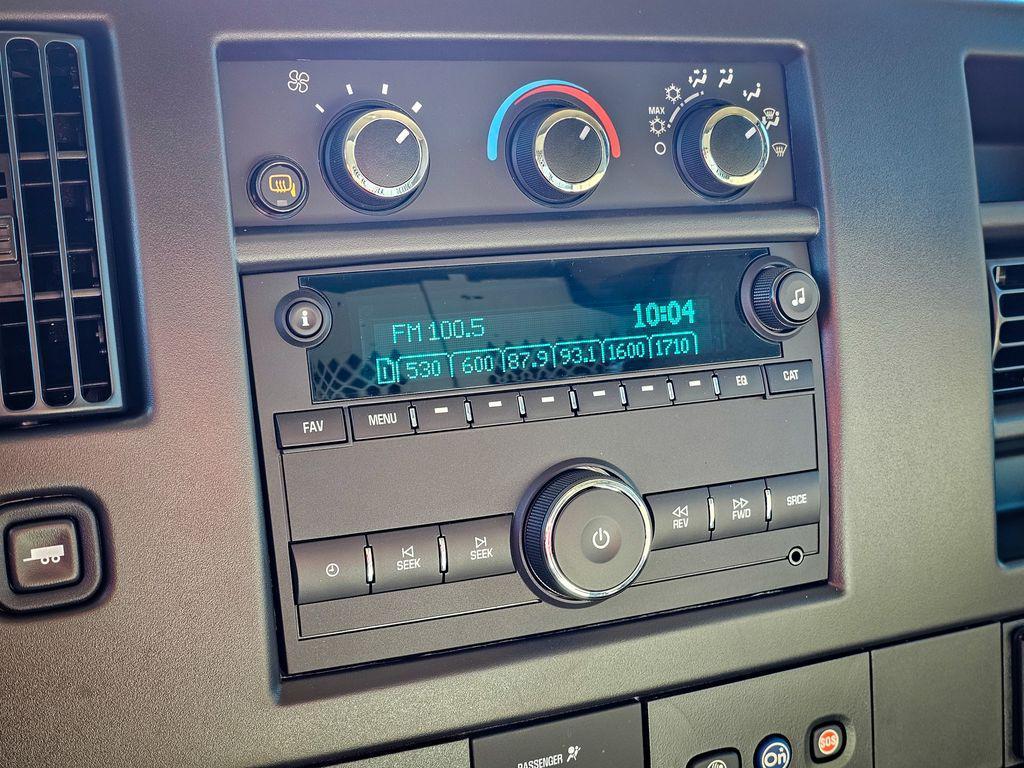 MAX
i
FM 100.5 10:04
D 530 600 87.9 93.1 1600 1710
FAV MENU EQ CAT
SEEK SEEK REV FWD SRCE
PASSENGER
On SOS